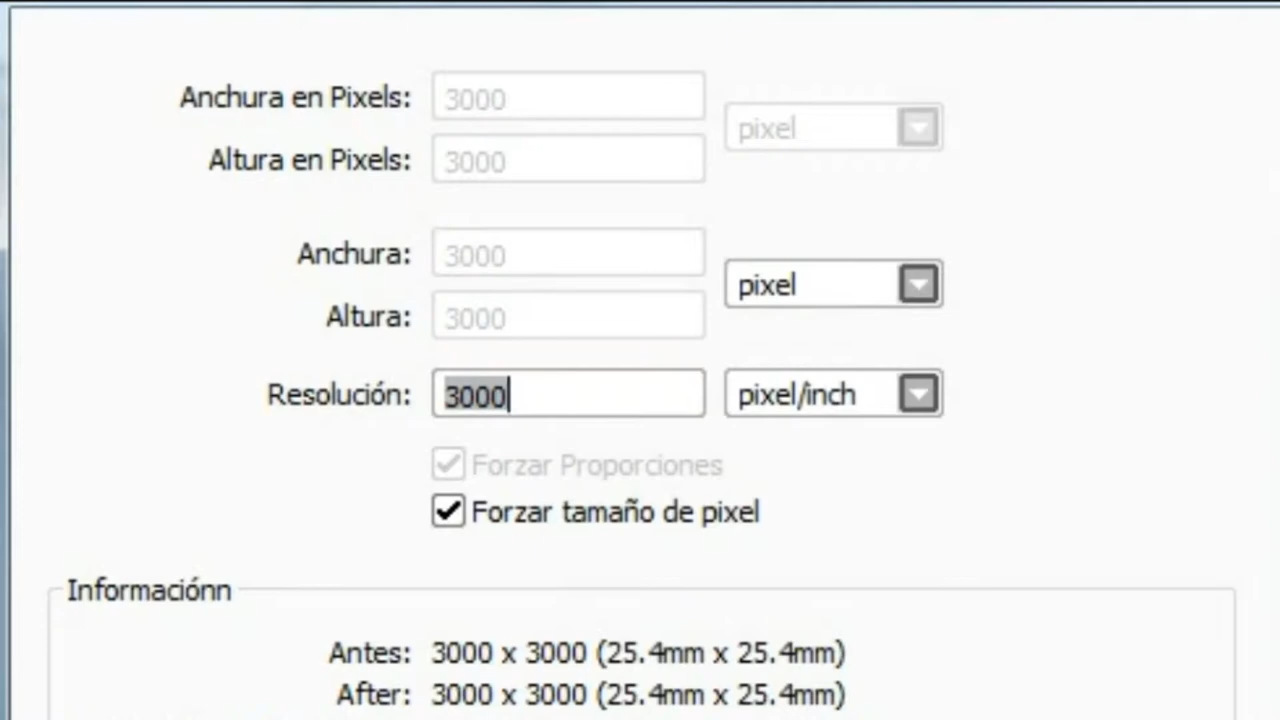 Anchura en Pixels: 3000
pixel
Altura en Pixels: 3000
Anchura: 3000
pixel
Altura: 3000
Resolución: 3000 pixel/inch
Forzar Proporciones
Forzar tamaño de pixel
Informaciónn
Antes: 3000 x 3000 (25.4mm x 25.4mm)
After: 3000 x 3000 (25.4mm x 25.4mm)